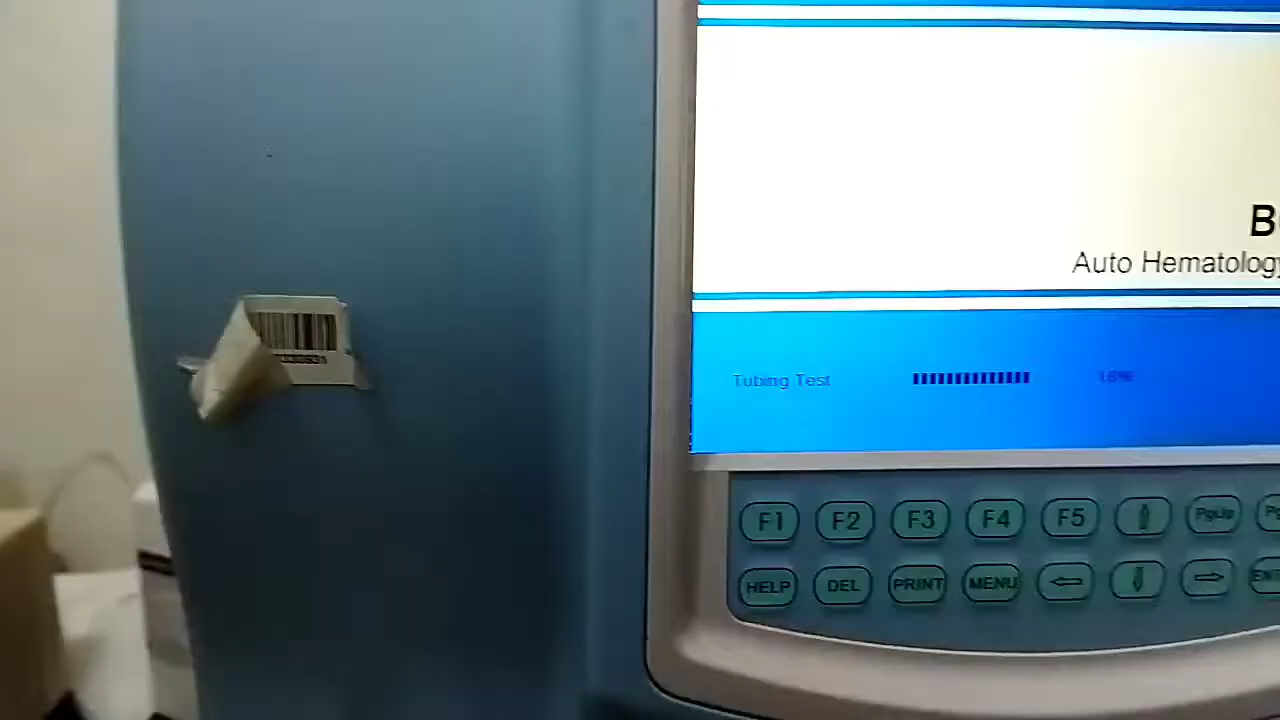 Auto Hematology
Tubing Test
F1 F2 F3 F4 F5 PgUp
HELP DEL PRINT MENU